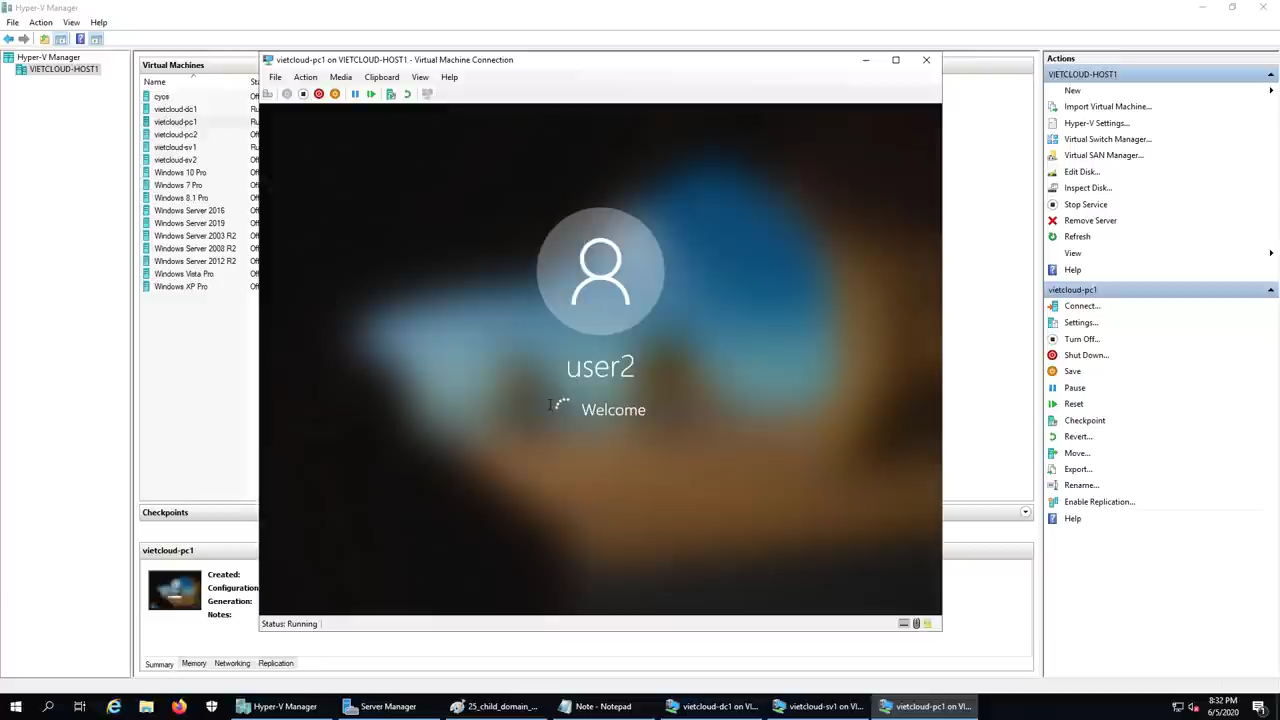 Hyper-V Manager
File Action View Help
Hyper-V Manager
VIETCLOUD-HOST1
Virtual Machines
Name
cyos
vietcloud-dc1
vietcloud-pc1
vietcloud-pc2
vietcloud-sv1
vietcloud-sv2
Windows 10 Pro
Windows 7 Pro
Windows 8.1 Pro
Windows Server 2016
Windows Server 2019
Windows Server 2003 R2
Windows Server 2008 R2
Windows Server 2012 R2
Windows Vista Pro
Windows XP Pro
Checkpoints
vietcloud-pc1
Created:
Configuration
Generation:
Notes:
Summary Memory Networking Replication
vietcloud-pc1 on VIETCLOUD-HOST1 - Virtual Machine Connection
File Action Media Clipboard View Help
user2
Welcome
Status: Running
Actions
VIETCLOUD-HOST1
New
Import Virtual Machine...
Hyper-V Settings...
Virtual Switch Manager...
Virtual SAN Manager...
Edit Disk...
Inspect Disk...
Stop Service
Remove Server
Refresh
View
Help
vietcloud-pc1
Connect...
Settings...
Turn Off...
Shut Down...
Save
Pause
Reset
Checkpoint
Revert...
Move...
Export...
Rename...
Enable Replication...
Help
Hyper-V Manager
Server Manager
25_child_domain_...
Note - Notepad
vietcloud-dc1 on VI...
vietcloud-sv1 on VI...
vietcloud-pc1 on VI...
8:32 PM
6/5/2020